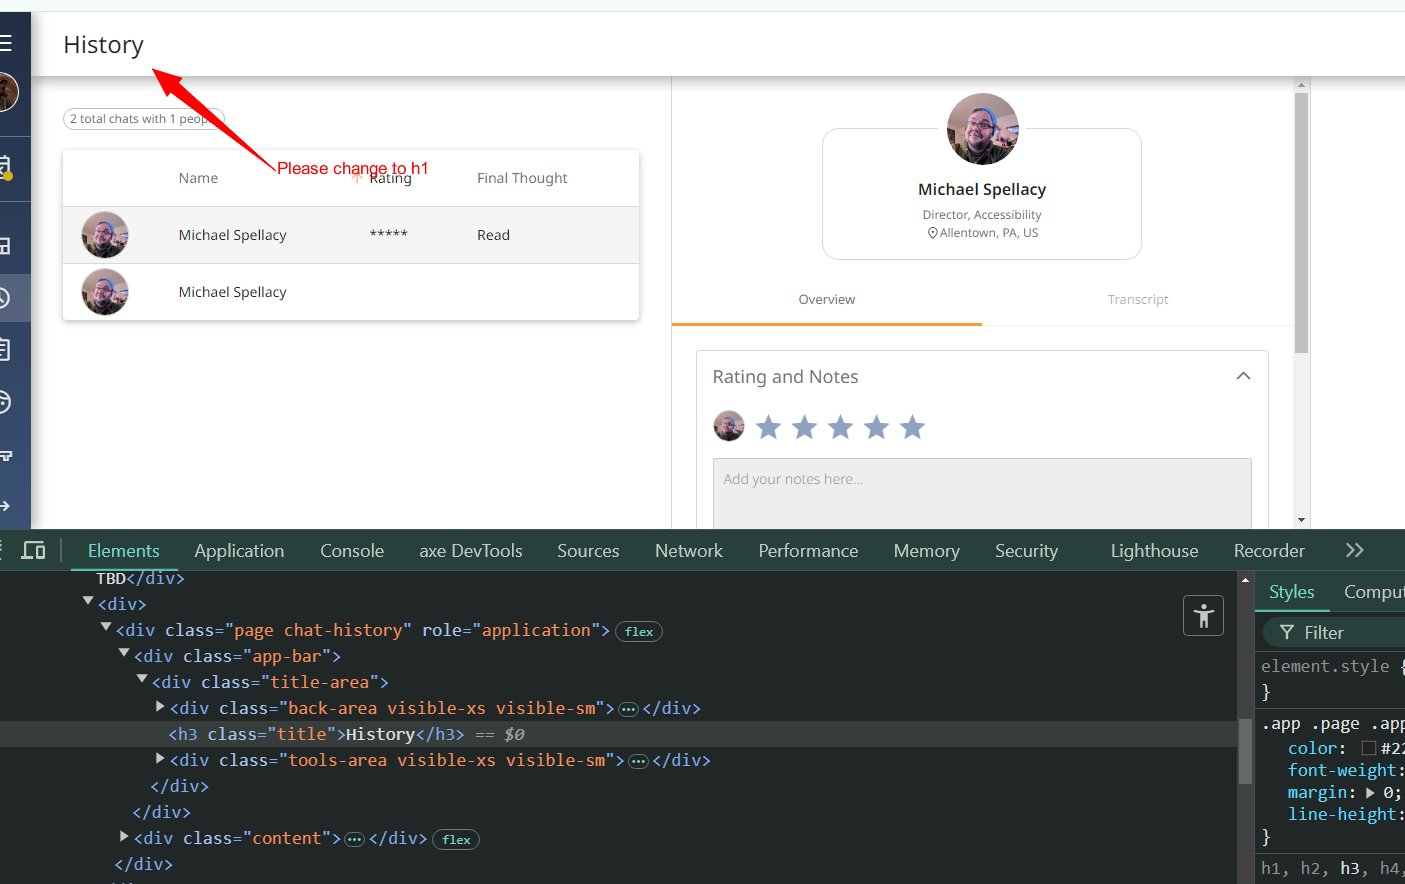 History
2 total chats with 1 peop
Please change to h1
Name
Rating
Final Thought
Michael Spellacy
*****
Read
Michael Spellacy
Michael Spellacy
Director, Accessibility
Allentown, PA, US
Overview
Transcript
Rating and Notes
Add your notes here...
Elements
Application
Console
axe DevTools
Sources
Network
Performance
Memory
Security
Lighthouse
Recorder
TBD</div>
<div>
<div class="page chat-history" role="application"> flex
<div class="app-bar">
<div class="title-area">
<div class="back-area visible-xs visible-sm">…</div>
<h3 class="title">History</h3> == $0
<div class="tools-area visible-xs visible-sm">…</div>
</div>
</div>
<div class="content">…</div> flex
</div>
Styles
Comput
Filter
element.style {
}
.app .page .app
color: #22
font-weight:
margin: 0;
line-height:
}
h1, h2, h3, h4,